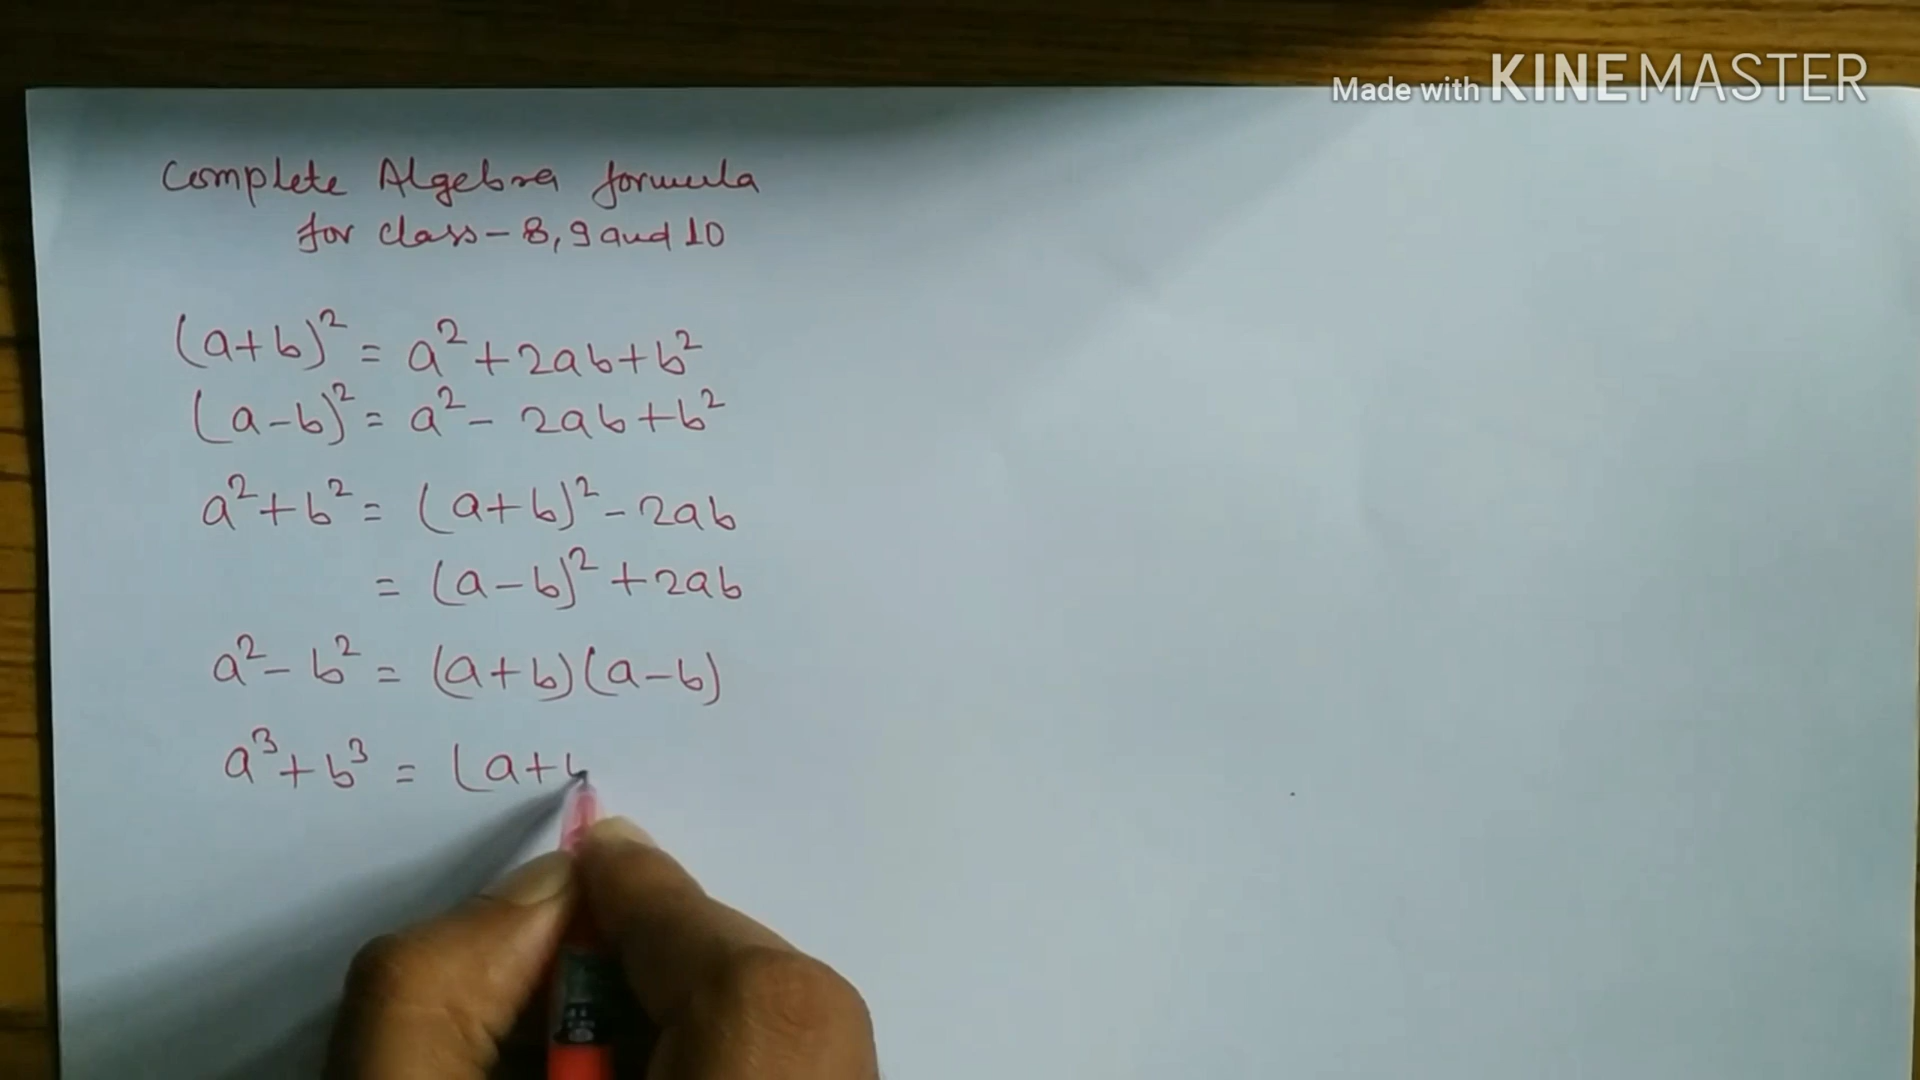 Made with KINEMASTER
Complete Algebra formula
for class-8, 9 and 10
(a+b)² = a²+2ab+b²
(a-b)² = a²- 2ab+b²
a²+b² = (a+b)²-2ab
= (a-b)²+2ab
a²-b² = (a+b)(a-b)
a³+b³ = (a+b